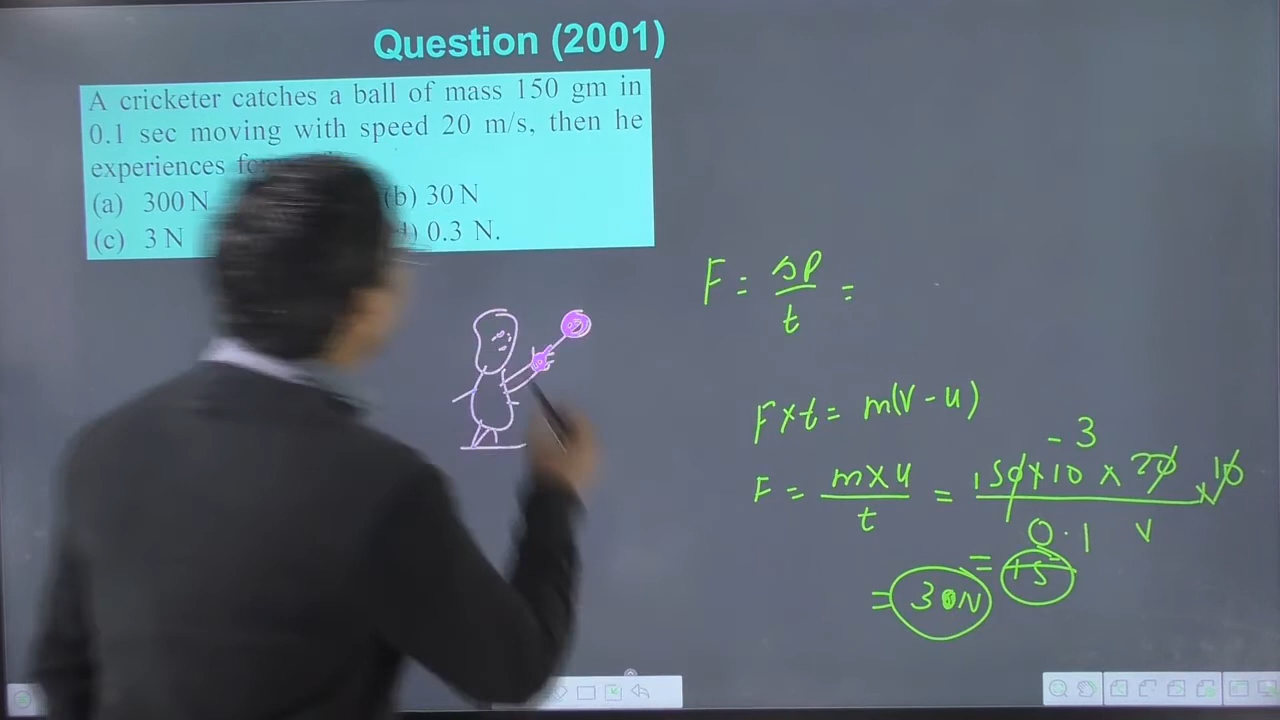 Question (2001)
A cricketer catches a ball of mass 150 gm in
0.1 sec moving with speed 20 m/s, then he
experiences
(a) 300 N (b) 30 N
(c) 3 N 0.3 N.
F = ΔP / t =
F × t = m(v - u)
F = m × u / t = 150 × 10 - 3 × 20 × 10 / 0.1
= 15
= 30N